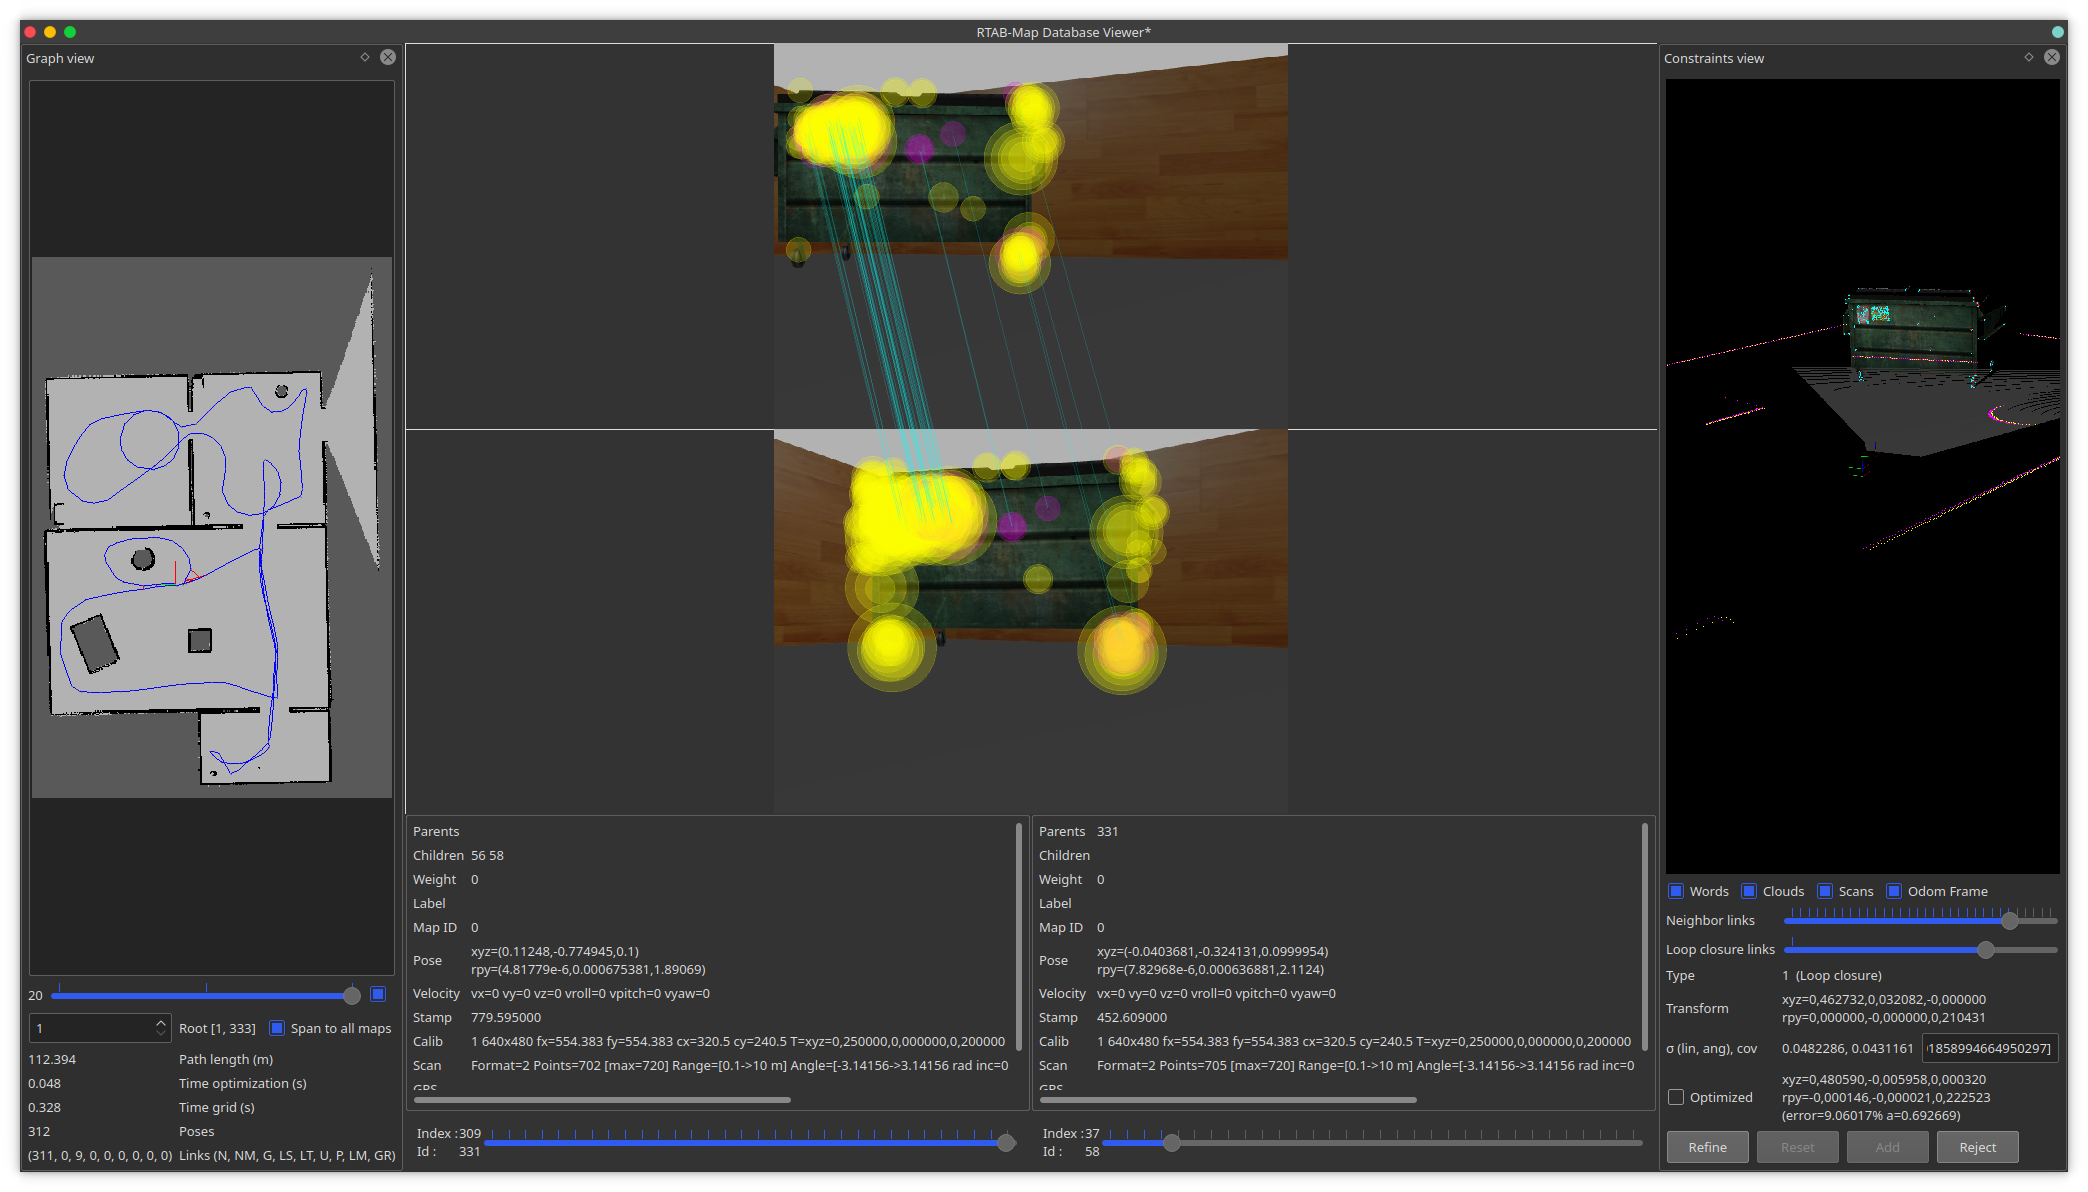 RTAB-Map Database Viewer*
Graph view
20
1
Root [1, 333]
Span to all maps
112.394 Path length (m)
0.048 Time optimization (s)
0.328 Time grid (s)
312 Poses
(311, 0, 9, 0, 0, 0, 0, 0, 0) Links (N, NM, G, LS, LT, U, P, LM, GR)
Parents
Children 56 58
Weight 0
Label
Map ID 0
Pose xyz=(0.11248,-0.774945,0.1)
rpy=(4.81779e-6,0.000675381,1.89069)
Velocity vx=0 vy=0 vz=0 vroll=0 vpitch=0 vyaw=0
Stamp 779.595000
Calib 1 640x480 fx=554.383 fy=554.383 cx=320.5 cy=240.5 T=xyz=0,250000,0,000000,0,200000
Scan Format=2 Points=702 [max=720] Range=[0.1->10 m] Angle=[-3.14156->3.14156 rad inc=0
GPS
Index : 309
Id : 331
Parents 331
Children
Weight 0
Label
Map ID 0
Pose xyz=(-0.0403681,-0.324131,0.0999954)
rpy=(7.82968e-6,0.000636881,2.1124)
Velocity vx=0 vy=0 vz=0 vroll=0 vpitch=0 vyaw=0
Stamp 452.609000
Calib 1 640x480 fx=554.383 fy=554.383 cx=320.5 cy=240.5 T=xyz=0,250000,0,000000,0,200000
Scan Format=2 Points=705 [max=720] Range=[0.1->10 m] Angle=[-3.14156->3.14156 rad inc=0
GPS
Index : 37
Id : 58
Constraints view
Words Clouds Scans Odom Frame
Neighbor links
Loop closure links
Type 1 (Loop closure)
Transform xyz=0,462732,0,032082,-0,000000
rpy=0,000000,-0,000000,0,210431
σ (lin, ang), cov 0.0482286, 0.0431161 1858994664950297]
Optimized xyz=0,480590,-0,005958,0,000320
rpy=-0,000146,-0,000021,0,222523
(error=9.06017% a=0.692669)
Refine Reset Add Reject